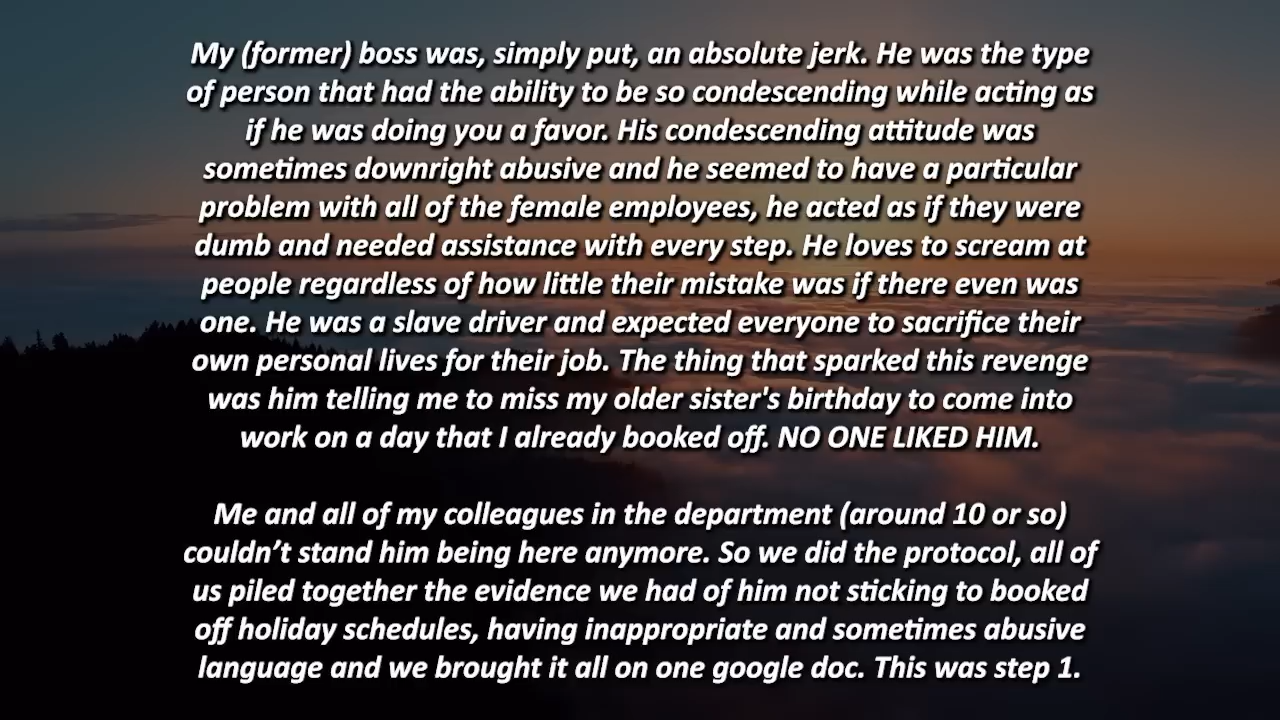 My (former) boss was, simply put, an absolute jerk. He was the type
of person that had the ability to be so condescending while acting as
if he was doing you a favor. His condescending attitude was
sometimes downright abusive and he seemed to have a particular
problem with all of the female employees, he acted as if they were
dumb and needed assistance with every step. He loves to scream at
people regardless of how little their mistake was if there even was
one. He was a slave driver and expected everyone to sacrifice their
own personal lives for their job. The thing that sparked this revenge
was him telling me to miss my older sister's birthday to come into
work on a day that I already booked off. NO ONE LIKED HIM.
Me and all of my colleagues in the department (around 10 or so)
couldn’t stand him being here anymore. So we did the protocol, all of
us piled together the evidence we had of him not sticking to booked
off holiday schedules, having inappropriate and sometimes abusive
language and we brought it all on one google doc. This was step 1.